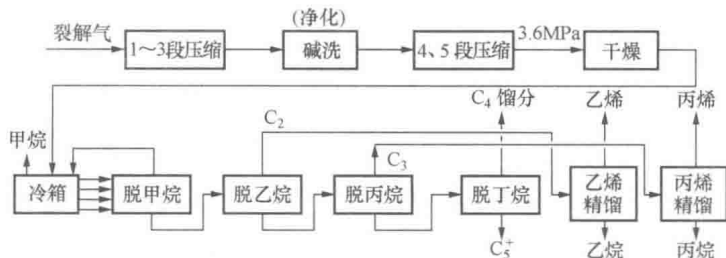 (净化)
裂解气
1～3段压缩
碱洗
4、5段压缩
3.6MPa
干燥
C₄ 馏分
乙烯
丙烯
甲烷
C₂
C₃
冷箱
脱甲烷
脱乙烷
脱丙烷
脱丁烷
乙烯
精馏
丙烯
精馏
C₅⁺
乙烷
丙烷